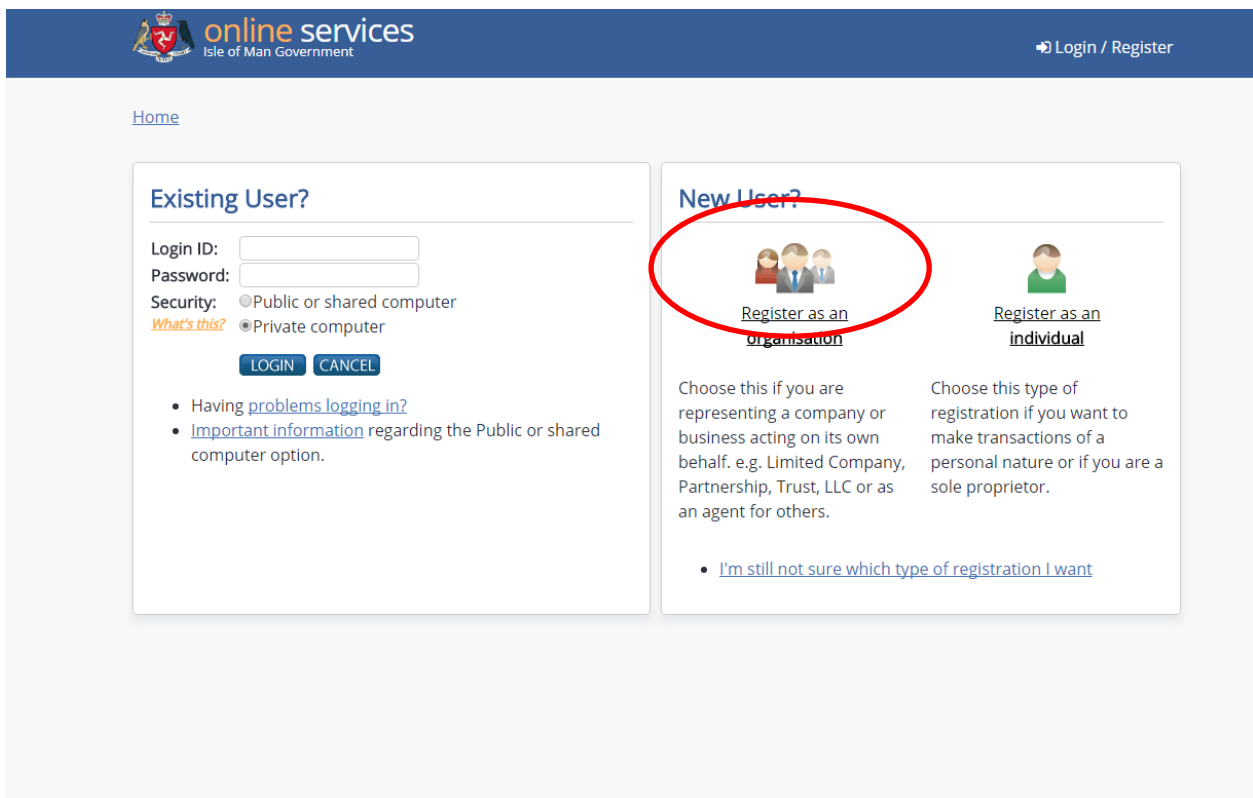 online services
Isle of Man Government
Login / Register
Home
Existing User?
Login ID:
Password:
Security: Public or shared computer
What's this? Private computer
LOGIN CANCEL
• Having problems logging in?
• Important information regarding the Public or shared
computer option.
New User?
Register as an
organisation
Choose this if you are
representing a company or
business acting on its own
behalf. e.g. Limited Company,
Partnership, Trust, LLC or as
an agent for others.
Register as an
individual
Choose this type of
registration if you want to
make transactions of a
personal nature or if you are a
sole proprietor.
• I'm still not sure which type of registration I want